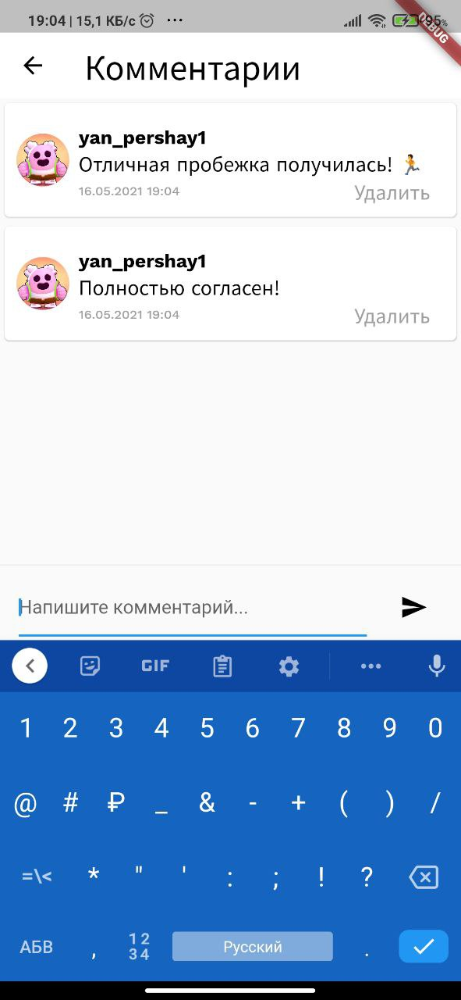 19:04 | 15,1 КБ/с ... 95%
DEBUG
Комментарии
yan_pershay1
Отличная пробежка получилась! 🏃
16.05.2021 19:04
Удалить
yan_pershay1
Полностью согласен!
16.05.2021 19:04
Удалить
Напишите комментарий...
GIF
1 2 3 4 5 6 7 8 9 0
@ # ₽ _ & - + ( ) /
=\< * " ' : ; ! ?
АБВ , 12 34 Русский .